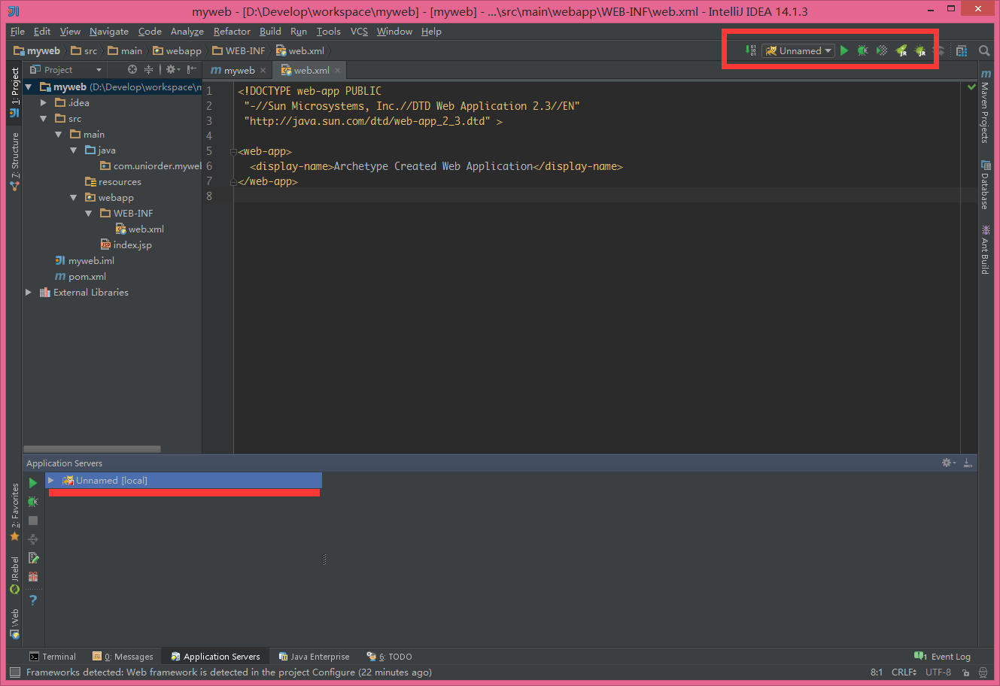 myweb - [D:\Develop\workspace\myweb] - [myweb] - ...\src\main\webapp\WEB-INF\web.xml - IntelliJ IDEA 14.1.3
File Edit View Navigate Code Analyze Refactor Build Run Tools VCS Window Help
myweb src main webapp WEB-INF web.xml
Unnamed
JR JR
Project
myweb web.xml
1: Project
Z: Structure
2: Favorites
JRebel
Web
myweb (D:\Develop\workspace\m
.idea
src
main
java
com.uniorder.myweb
resources
webapp
WEB-INF
web.xml
index.jsp
myweb.iml
pom.xml
External Libraries
1 <!DOCTYPE web-app PUBLIC
2 "-//Sun Microsystems, Inc.//DTD Web Application 2.3//EN"
3 "http://java.sun.com/dtd/web-app_2_3.dtd" >
4
5 <web-app>
6 <display-name>Archetype Created Web Application</display-name>
7 </web-app>
8
Maven Projects
Database
Ant Build
Application Servers
Unnamed [local]
Terminal 0: Messages Application Servers Java Enterprise 6: TODO 1 Event Log
Frameworks detected: Web framework is detected in the project Configure (22 minutes ago) 8:1 CRLF UTF-8